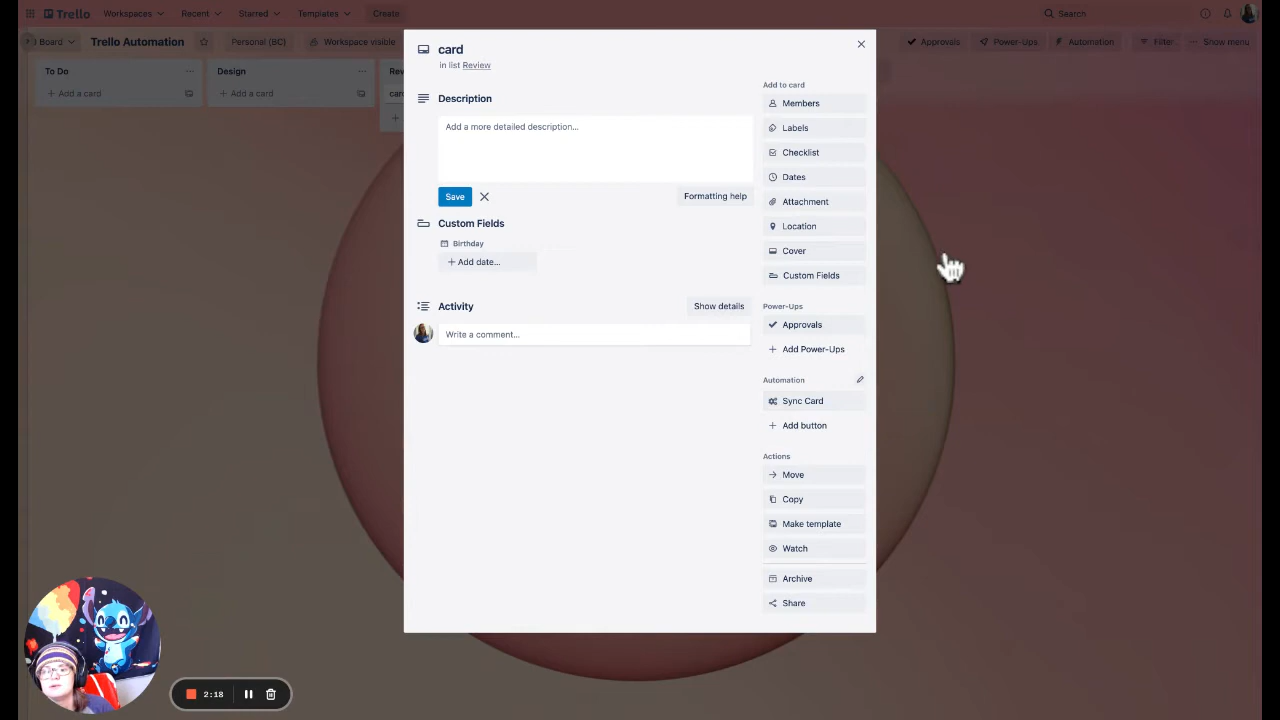 Trello
Workspaces
Recent
Starred
Templates
Create
Search
Board
Trello Automation
Personal (BC)
Workspace visible
Approvals
Power-Ups
Automation
Filter
Show menu
To Do
Design
+ Add a card
+ Add a card
card
in list Review
Description
Add a more detailed description...
Save
Formatting help
Custom Fields
Birthday
+ Add date...
Activity
Show details
Write a comment...
Add to card
Members
Labels
Checklist
Dates
Attachment
Location
Cover
Custom Fields
Power-Ups
Approvals
+ Add Power-Ups
Automation
Sync Card
+ Add button
Actions
Move
Copy
Make template
Watch
Archive
Share
2:18